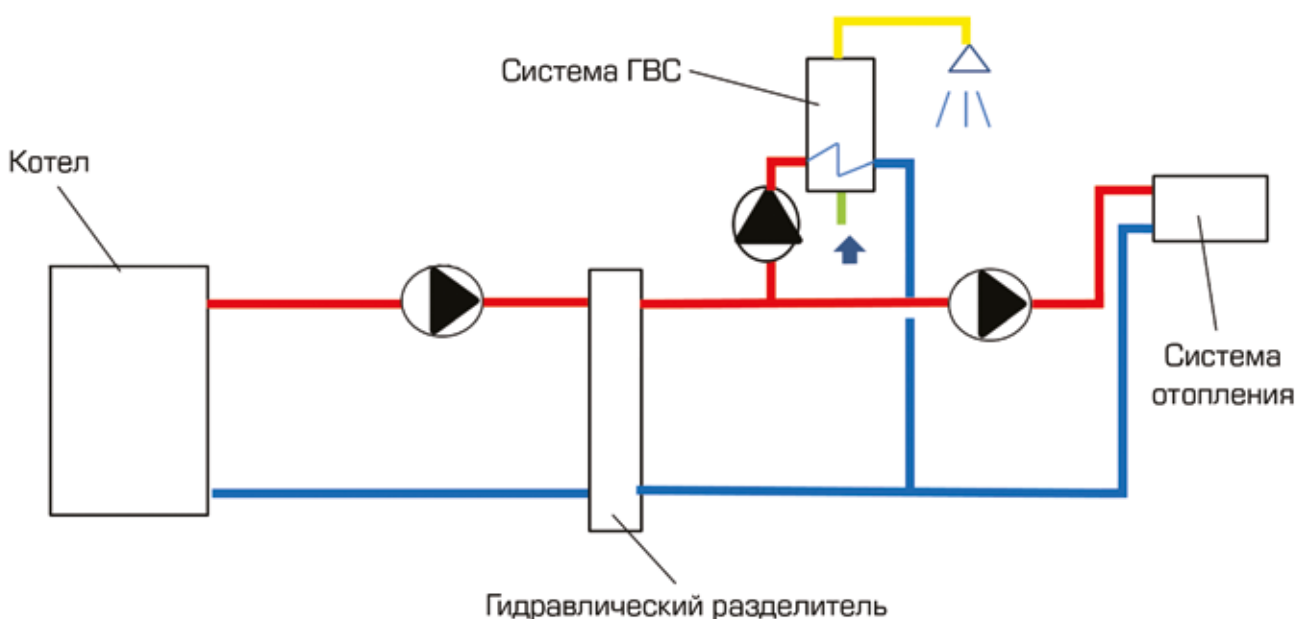 Система ГВС
Котел
Система
отопления
Гидравлический разделитель